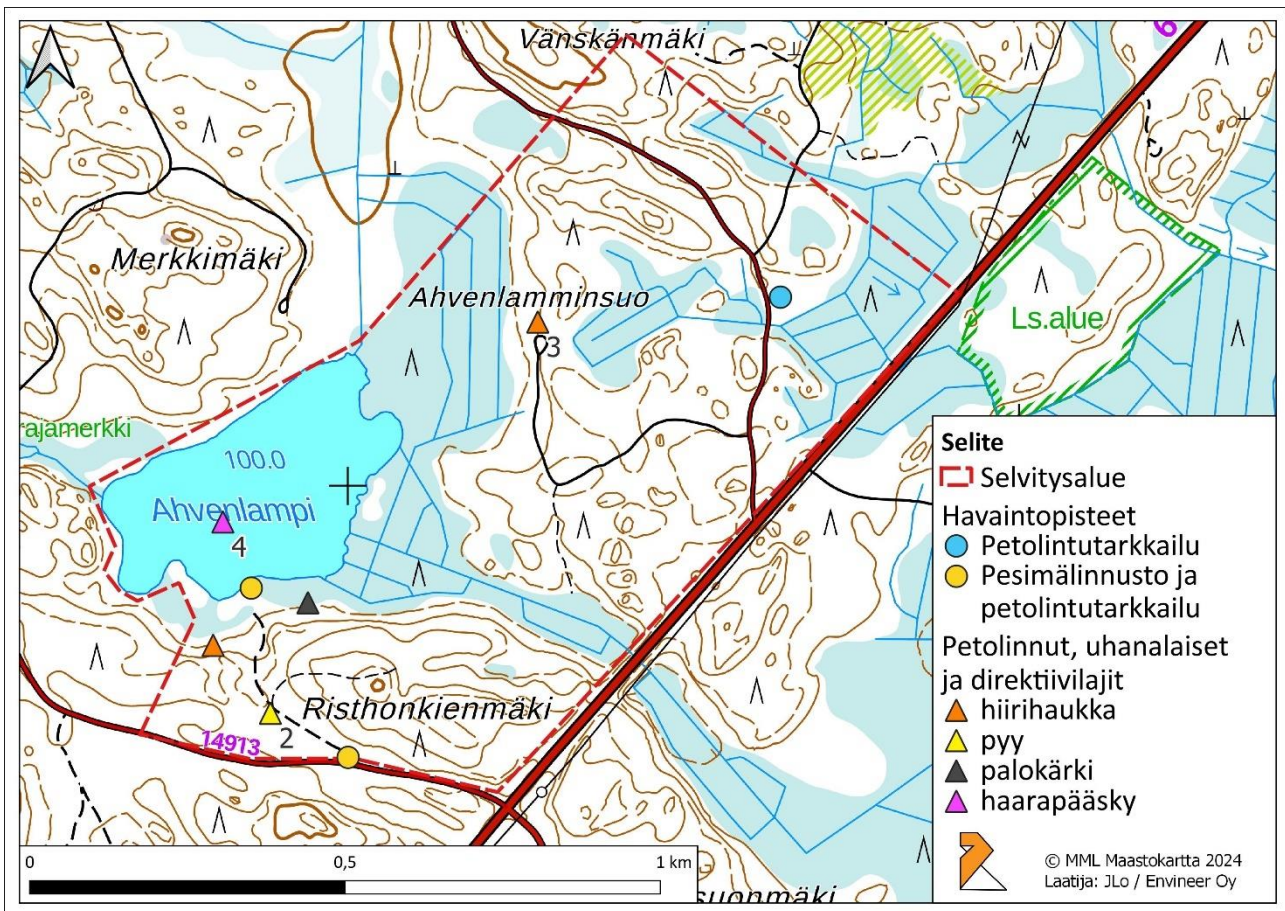 Vänskänmäki
6
Merkkimäki
Ahvenlamminsuo
3
Ls.alue
ajamerkki
100.0
Ahvenlampi
4
Risthonkienmäki
2
14913
suonmäki
0
0,5
1 km
Selite
Selvitysalue
Havaintopisteet
Petolintutarkkailu
Pesimälinnusto ja
petolintutarkkailu
Petolinnut, uhanalaiset
ja direktiivilajit
hiirihaukka
pyy
palokärki
haarapääsky
© MML Maastokartta 2024
Laatija: JLo / Envineer Oy